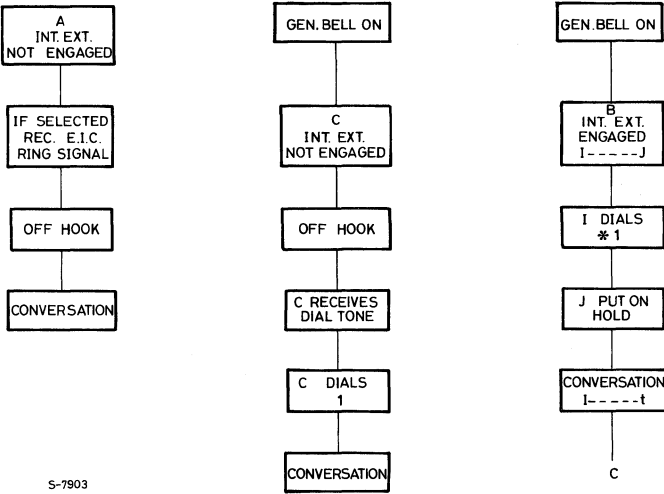 A
INT. EXT.
NOT ENGAGED
IF SELECTED
REC. E.I.C.
RING SIGNAL
OFF HOOK
CONVERSATION
S-7903
GEN. BELL ON
C
INT. EXT.
NOT ENGAGED
OFF HOOK
C RECEIVES
DIAL TONE
C DIALS
1
CONVERSATION
GEN. BELL ON
B
INT. EXT.
ENGAGED
I-----J
I DIALS
*1
J PUT ON
HOLD
CONVERSATION
I-----t
C